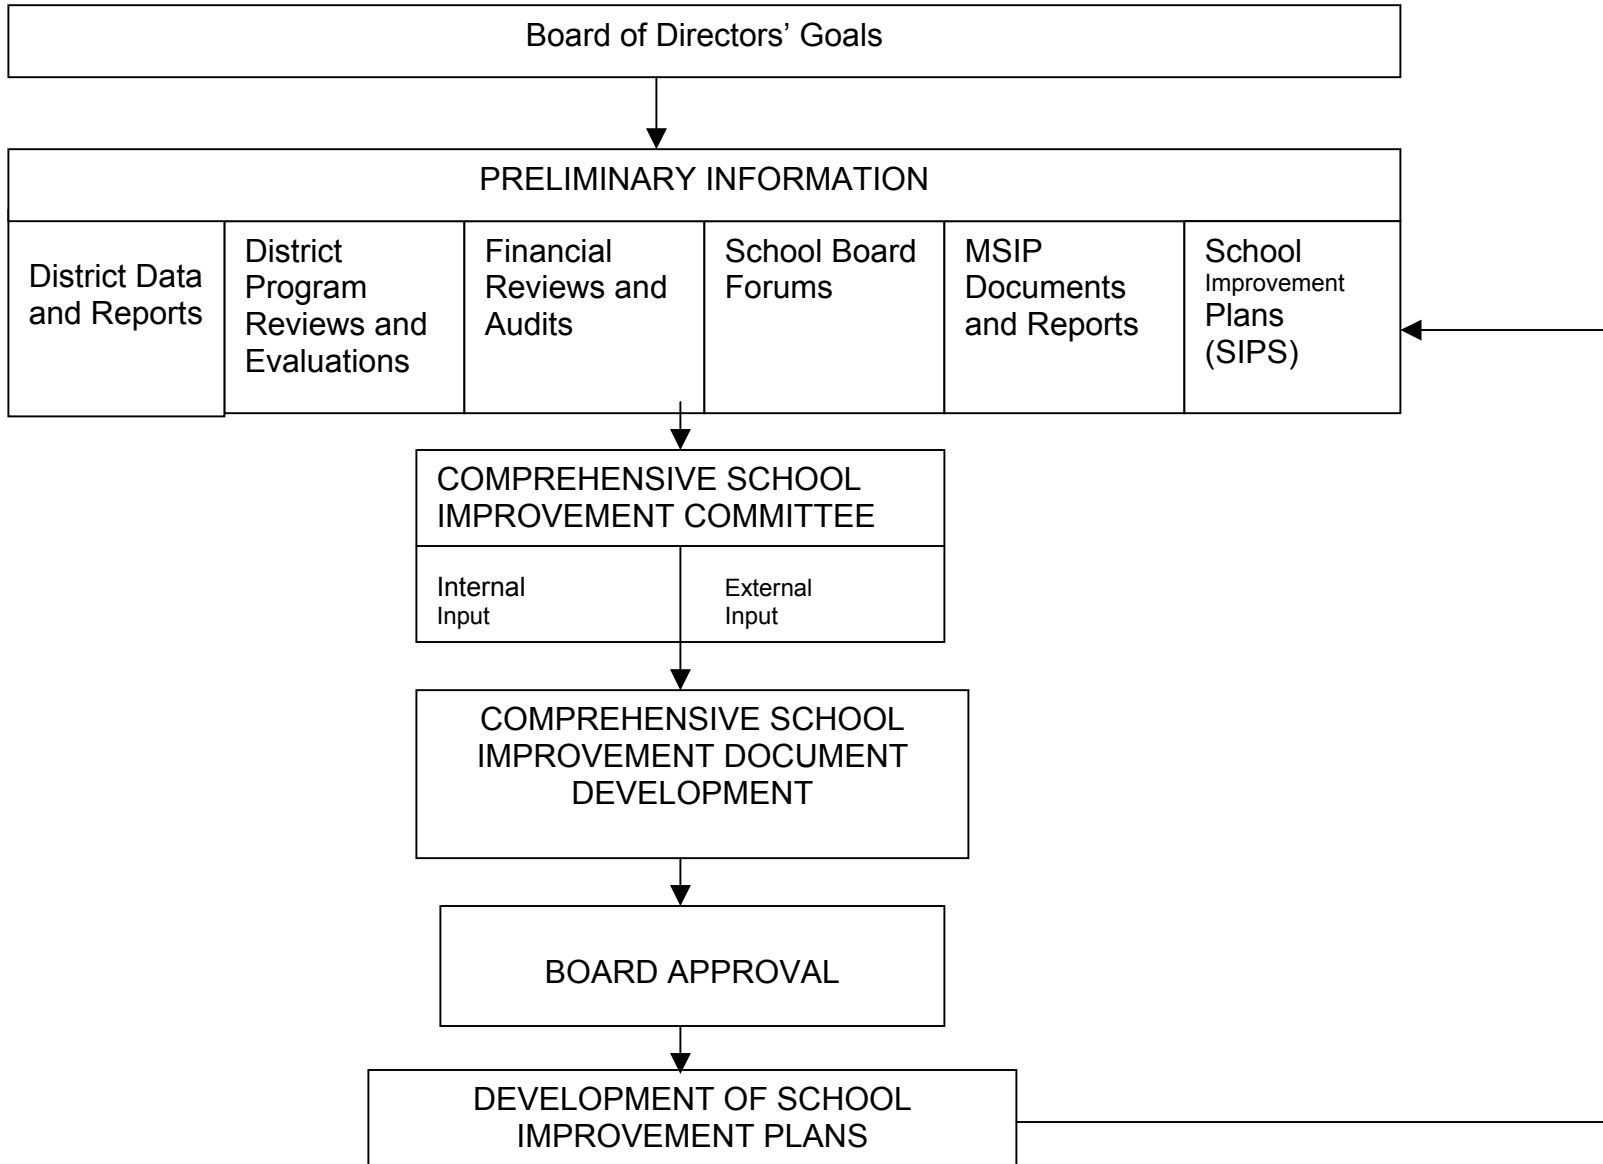 Board of Directors’ Goals
PRELIMINARY INFORMATION
District Data
and Reports
District
Program
Reviews and
Evaluations
Financial
Reviews and
Audits
School Board
Forums
MSIP
Documents
and Reports
School
Improvement
Plans
(SIPS)
COMPREHENSIVE SCHOOL
IMPROVEMENT COMMITTEE
Internal
Input
External
Input
COMPREHENSIVE SCHOOL
IMPROVEMENT DOCUMENT
DEVELOPMENT
BOARD APPROVAL
DEVELOPMENT OF SCHOOL
IMPROVEMENT PLANS